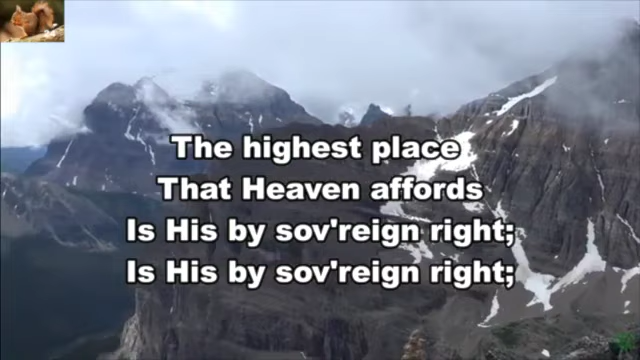 The highest place
That Heaven affords
Is His by sov'reign right;
Is His by sov'reign right;